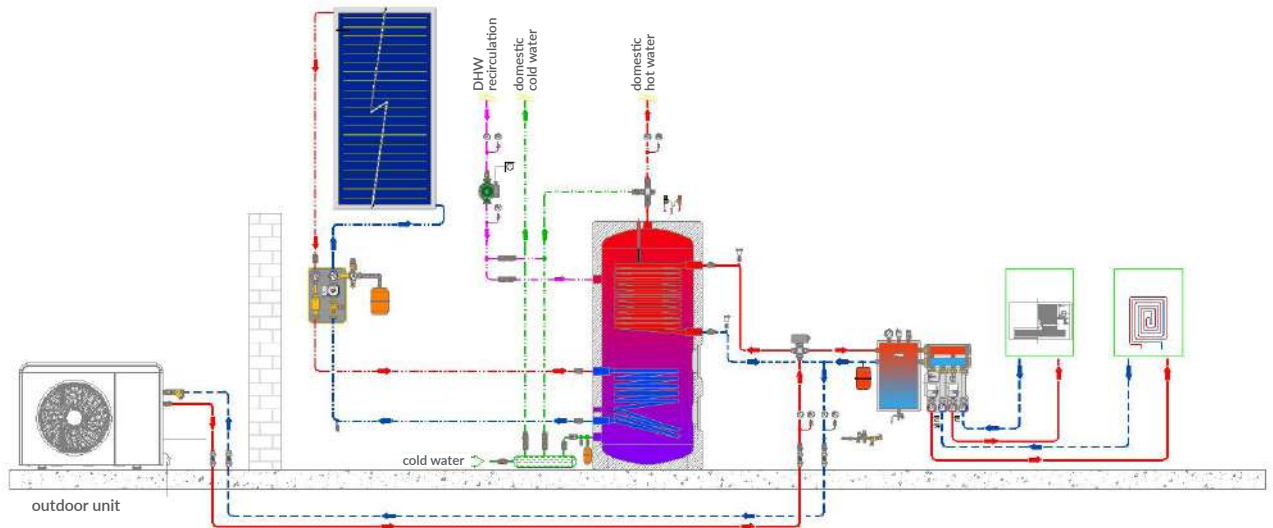 DHW
recirculation
domestic
cold water
domestic
hot water
cold water
outdoor unit